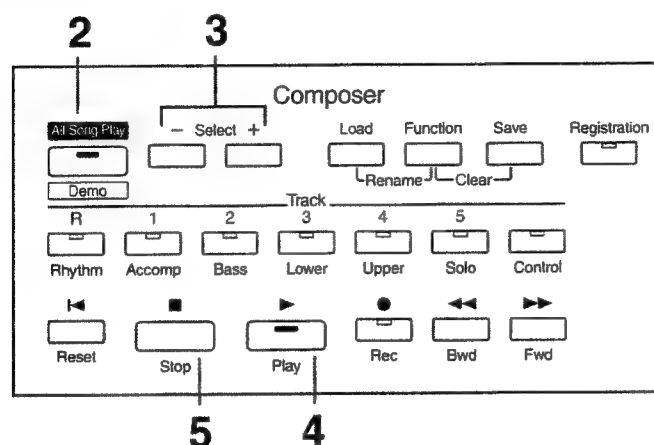 2 3
Composer
All Song Play − Select + Load Function Save Registration
Demo Rename Clear
Track
R 1 2 3 4 5
Rhythm Accomp Bass Lower Upper Solo Control
Reset Stop Play Rec Bwd Fwd
5 4